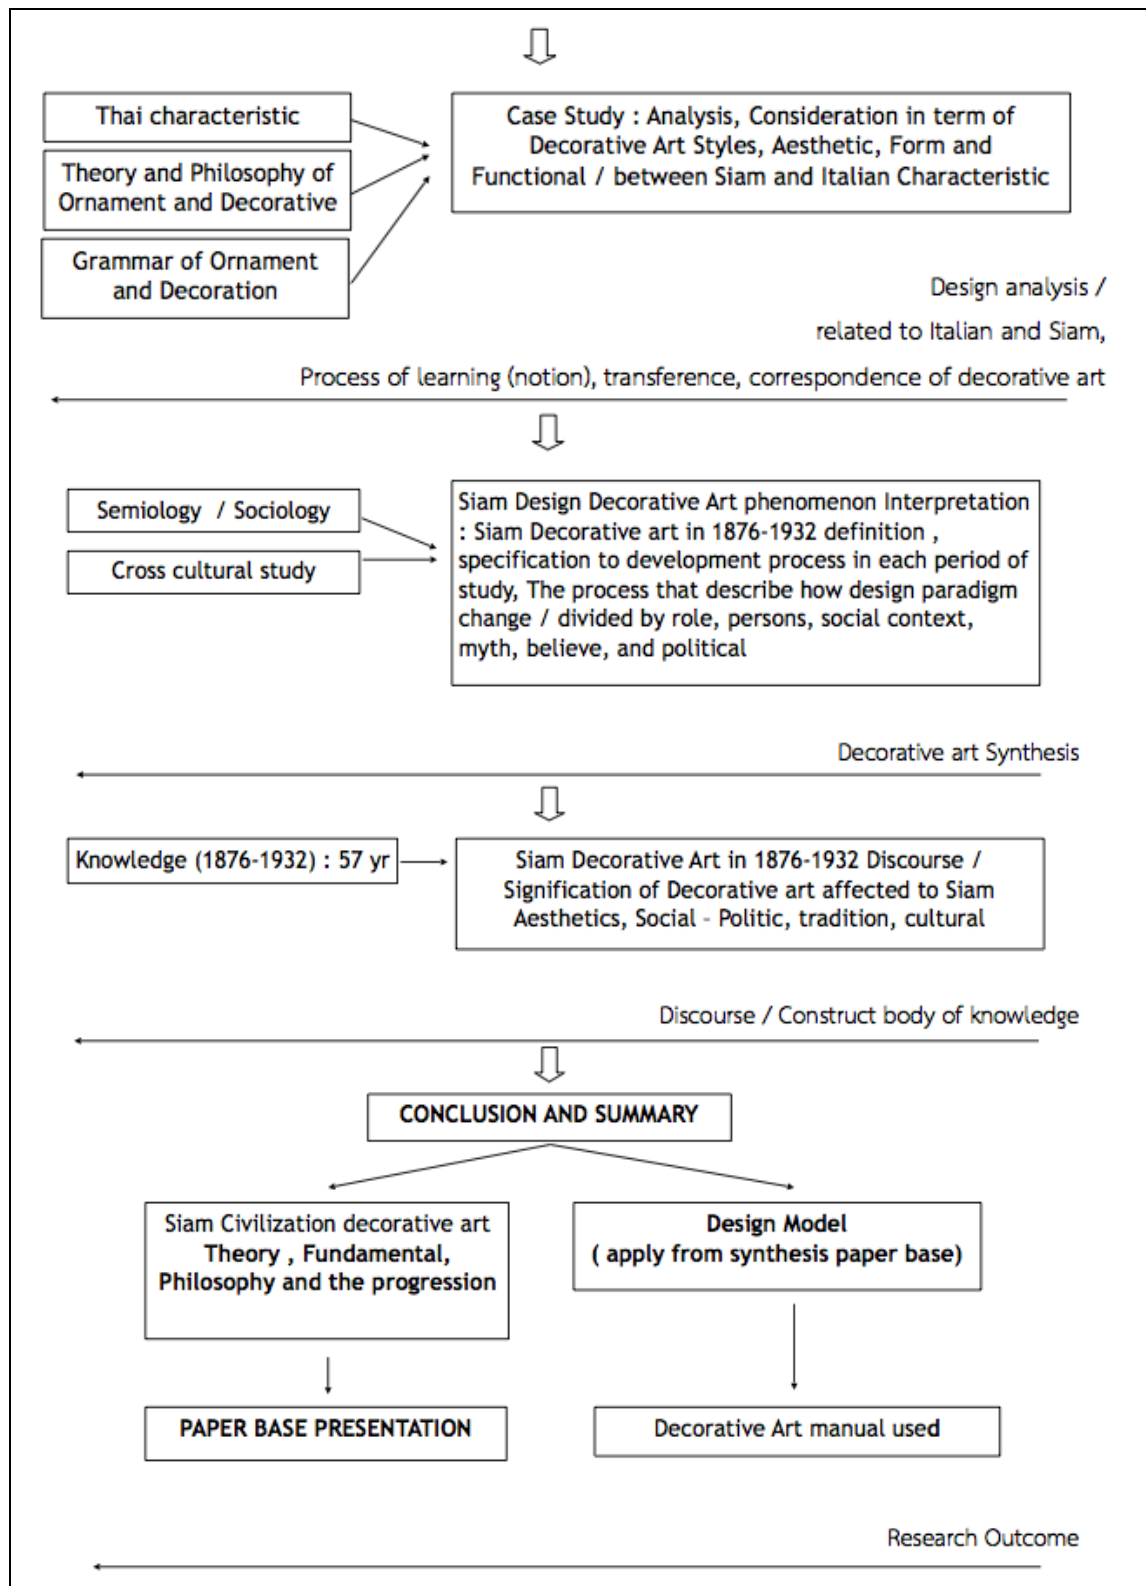 Thai characteristic
Theory and Philosophy of
Ornament and Decorative
Grammar of Ornament
and Decoration
Case Study : Analysis, Consideration in term of
Decorative Art Styles, Aesthetic, Form and
Functional / between Siam and Italian Characteristic
Design analysis /
related to Italian and Siam,
Process of learning (notion), transference, correspondence of decorative art
Semiology / Sociology
Cross cultural study
Siam Design Decorative Art phenomenon Interpretation
: Siam Decorative art in 1876-1932 definition ,
specification to development process in each period of
study, The process that describe how design paradigm
change / divided by role, persons, social context,
myth, believe, and political
Decorative art Synthesis
Knowledge (1876-1932) : 57 yr
Siam Decorative Art in 1876-1932 Discourse /
Signification of Decorative art affected to Siam
Aesthetics, Social - Politic, tradition, cultural
Discourse / Construct body of knowledge
CONCLUSION AND SUMMARY
Siam Civilization decorative art
Theory , Fundamental,
Philosophy and the progression
Design Model
( apply from synthesis paper base)
PAPER BASE PRESENTATION
Decorative Art manual used
Research Outcome